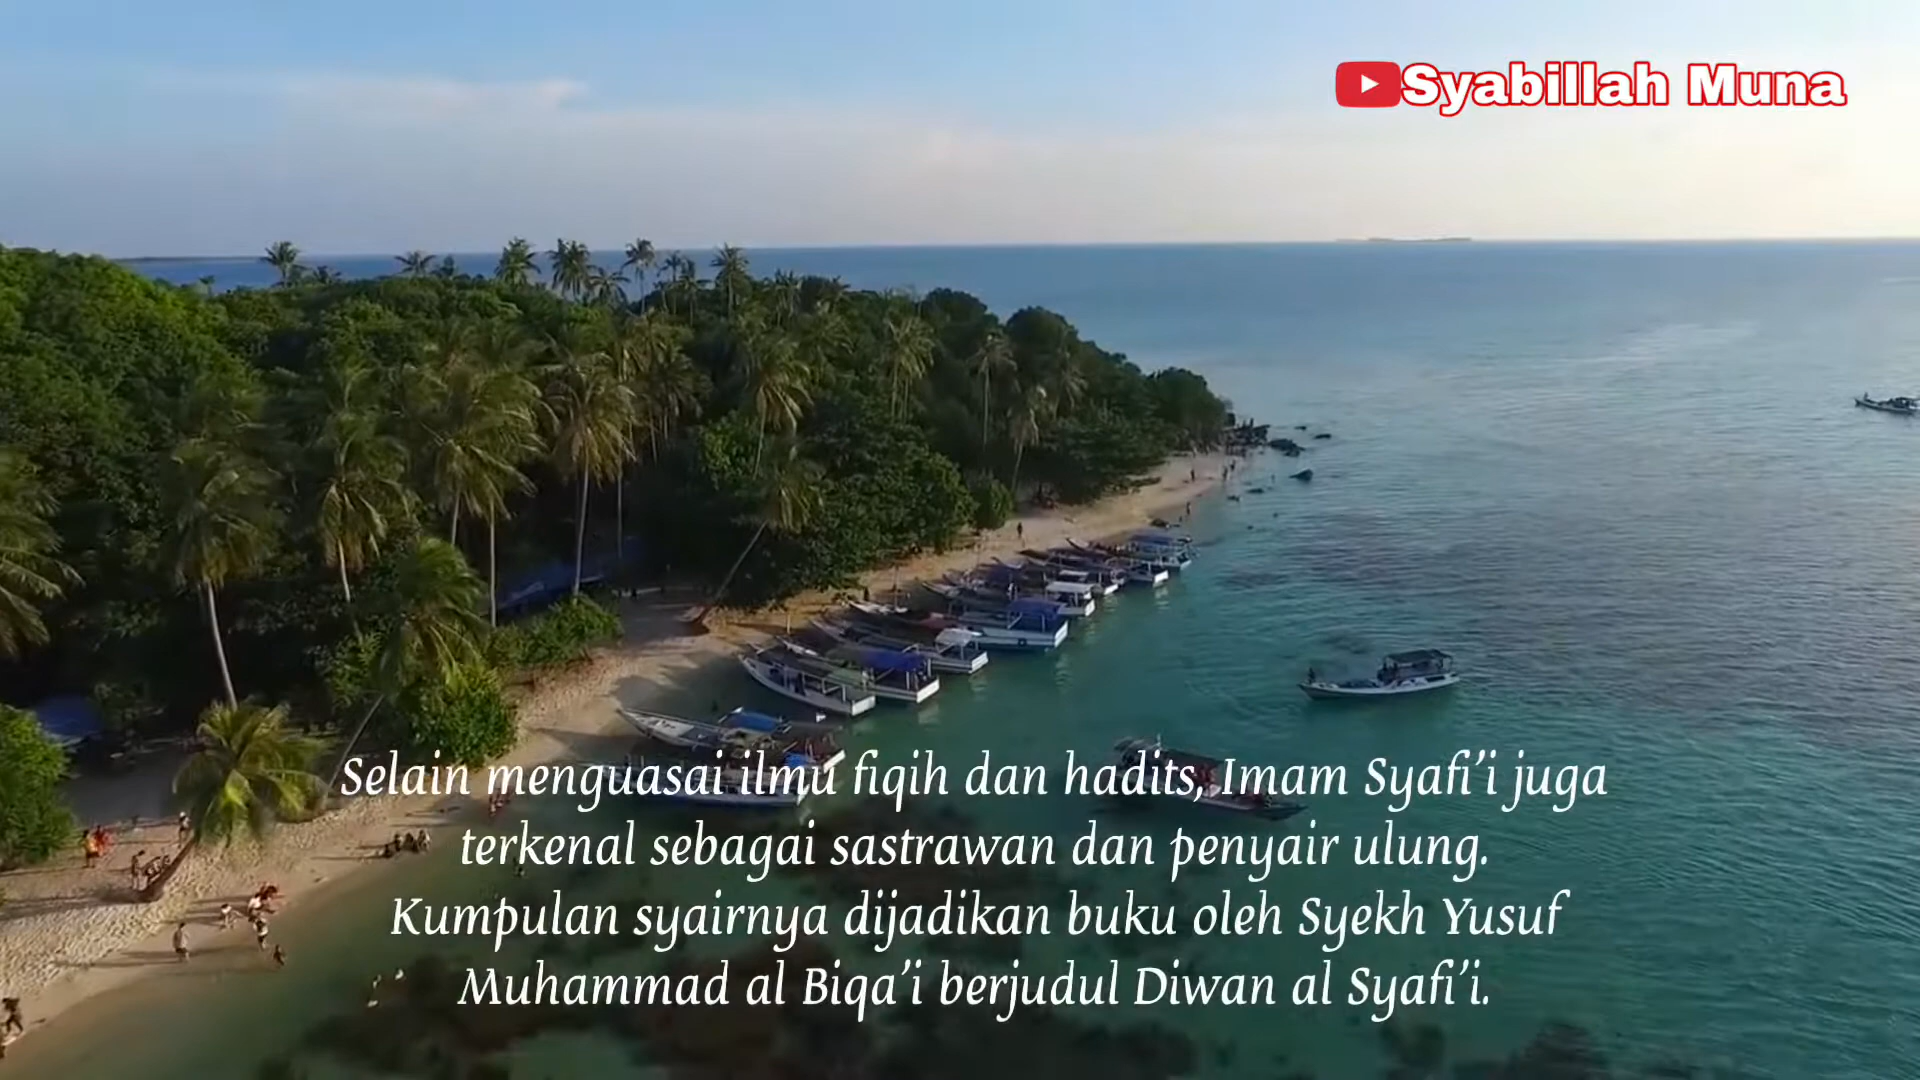 Syabillah Muna
Selain menguasai ilmu fiqih dan hadits, Imam Syafi'i juga
terkenal sebagai sastrawan dan penyair ulung.
Kumpulan syairnya dijadikan buku oleh Syekh Yusuf
Muhammad al Biqa'i berjudul Diwan al Syafi'i.